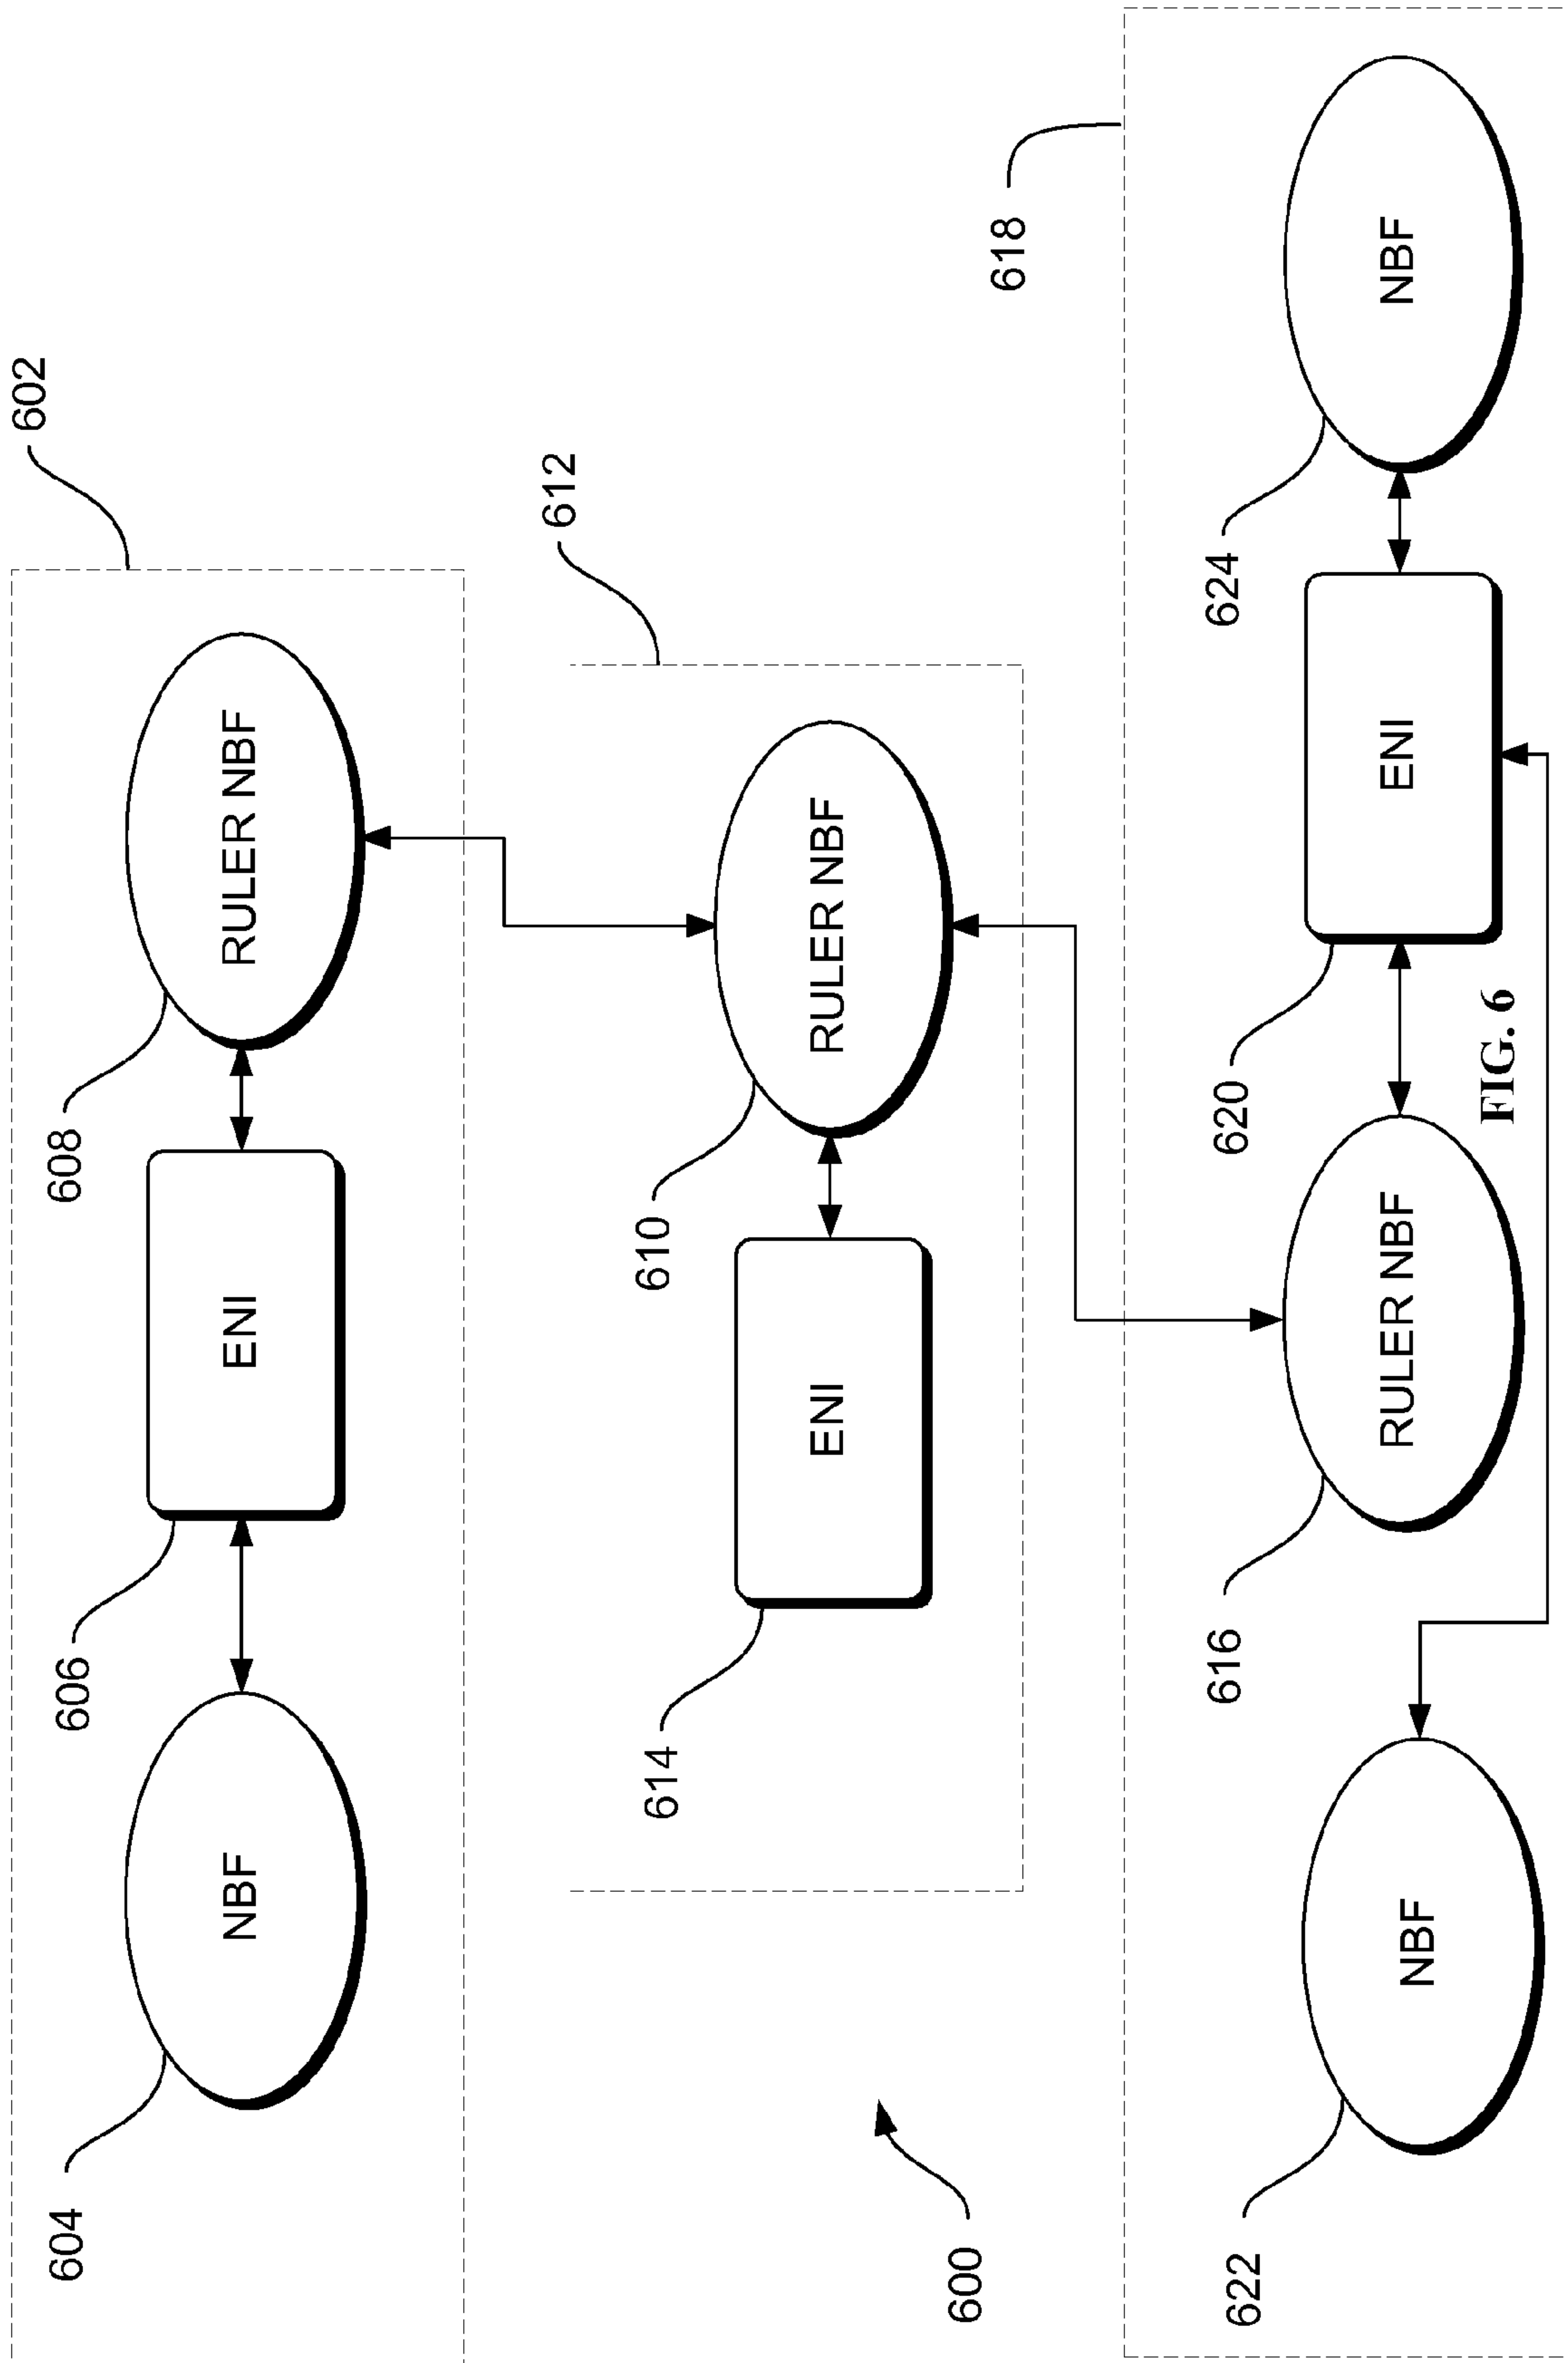 602
604
NBF
606
ENI
608
RULER NBF
612
614
ENI
610
RULER NBF
600
618
622
NBF
616
RULER NBF
620
ENI
624
NBF
FIG. 6